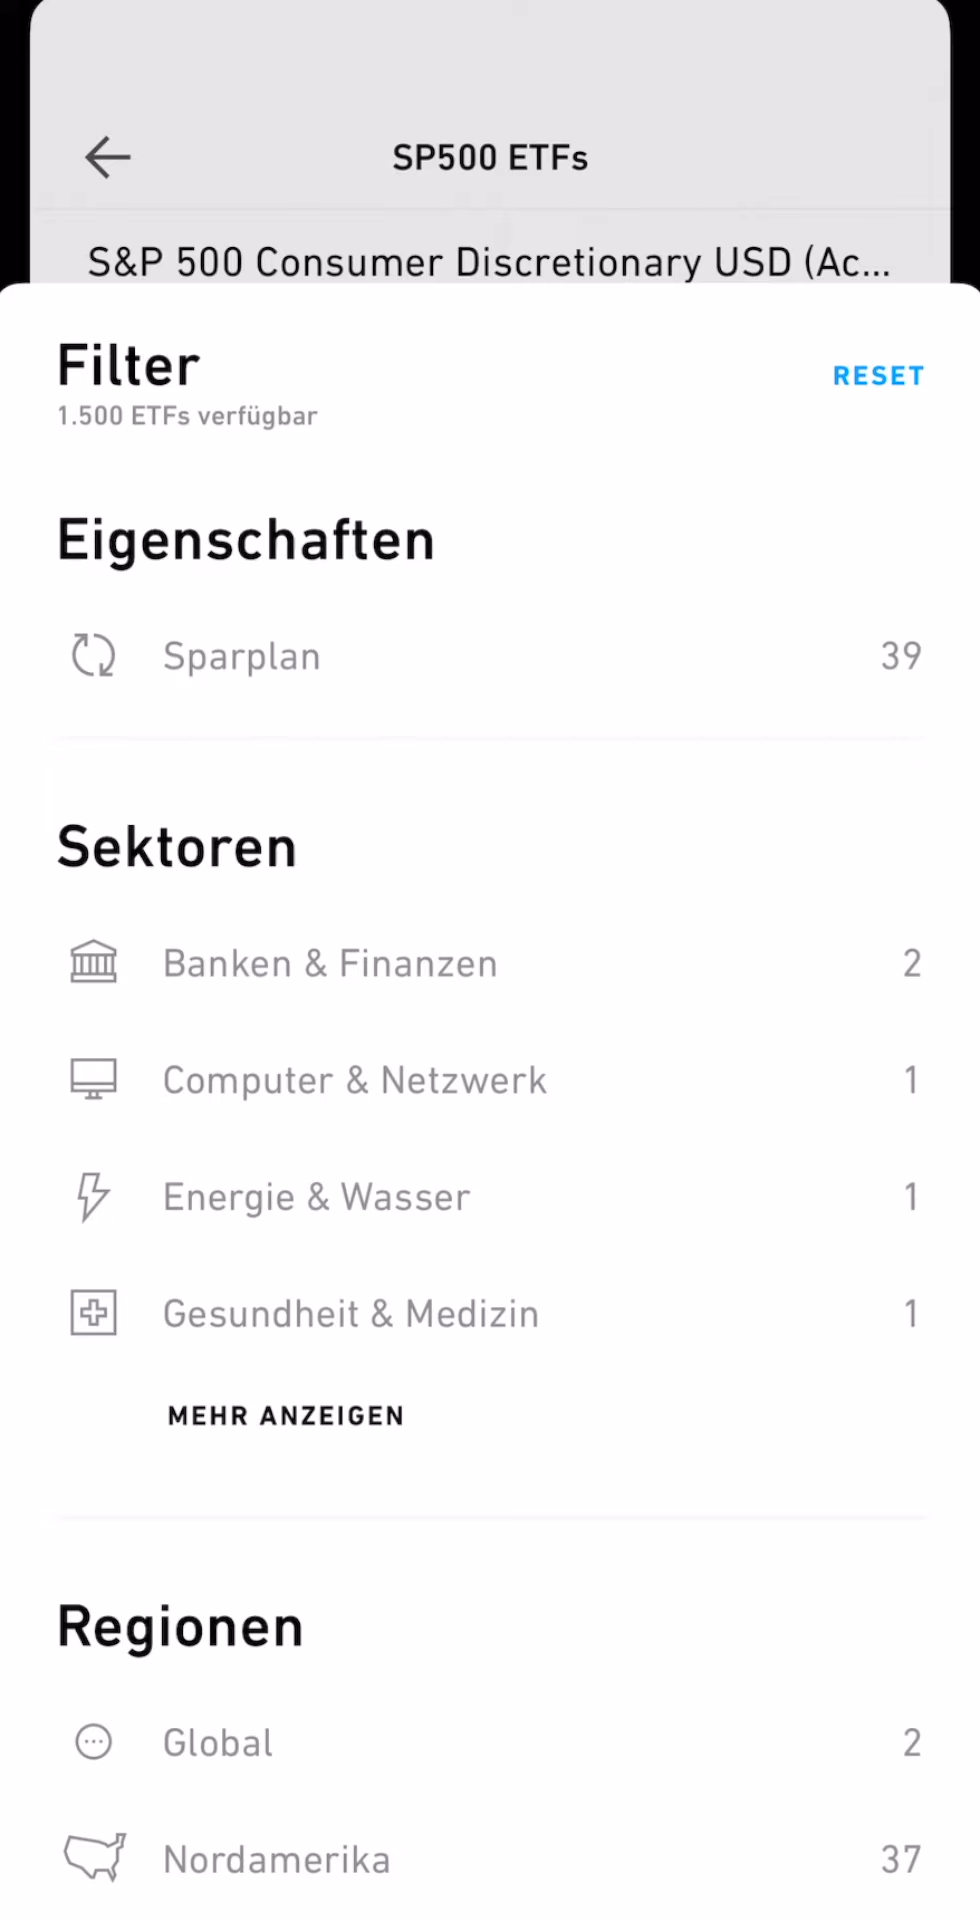 SP500 ETFs
S&P 500 Consumer Discretionary USD (Ac...
Filter
RESET
1.500 ETFs verfügbar
Eigenschaften
Sparplan 39
Sektoren
Banken & Finanzen 2
Computer & Netzwerk 1
Energie & Wasser 1
Gesundheit & Medizin 1
MEHR ANZEIGEN
Regionen
Global 2
Nordamerika 37